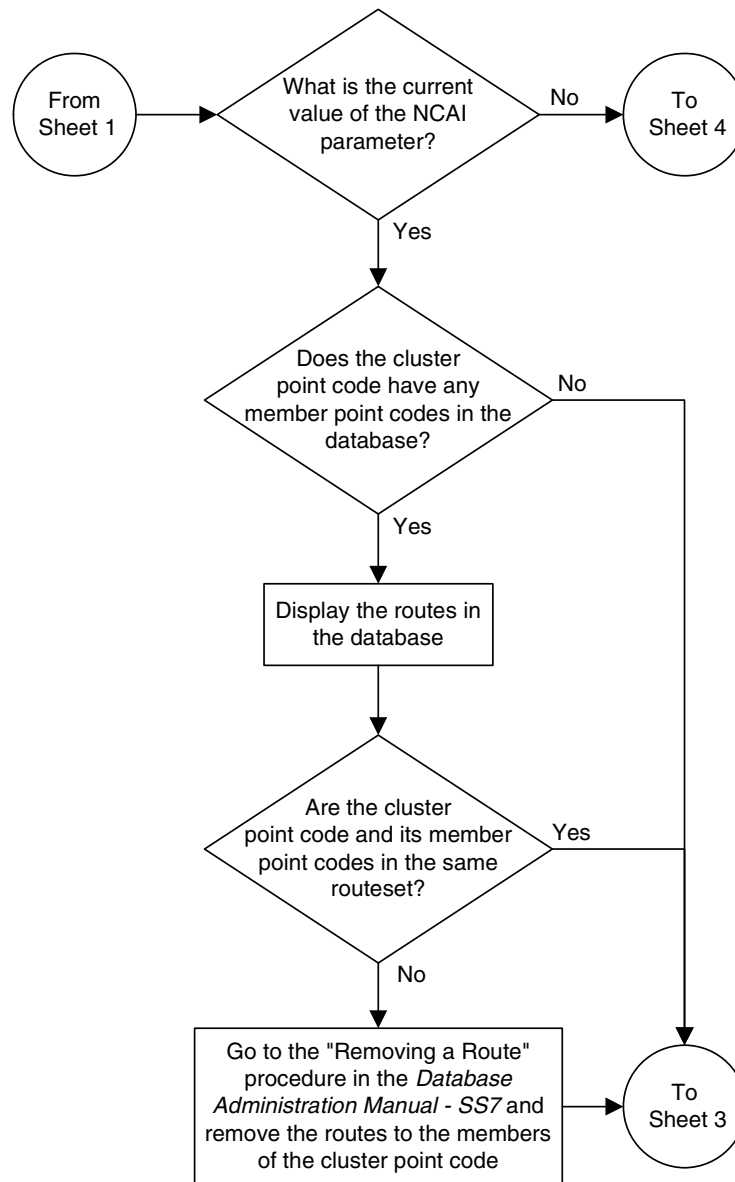 From
Sheet 1
What is the current
value of the NCAI
parameter?
No
To
Sheet 4
Yes
Does the cluster
point code have any
member point codes in the
database?
No
Yes
Display the routes in
the database
Are the cluster
point code and its member
point codes in the same
routeset?
Yes
No
Go to the "Removing a Route"
procedure in the Database
Administration Manual - SS7 and
remove the routes to the members
of the cluster point code
To
Sheet 3